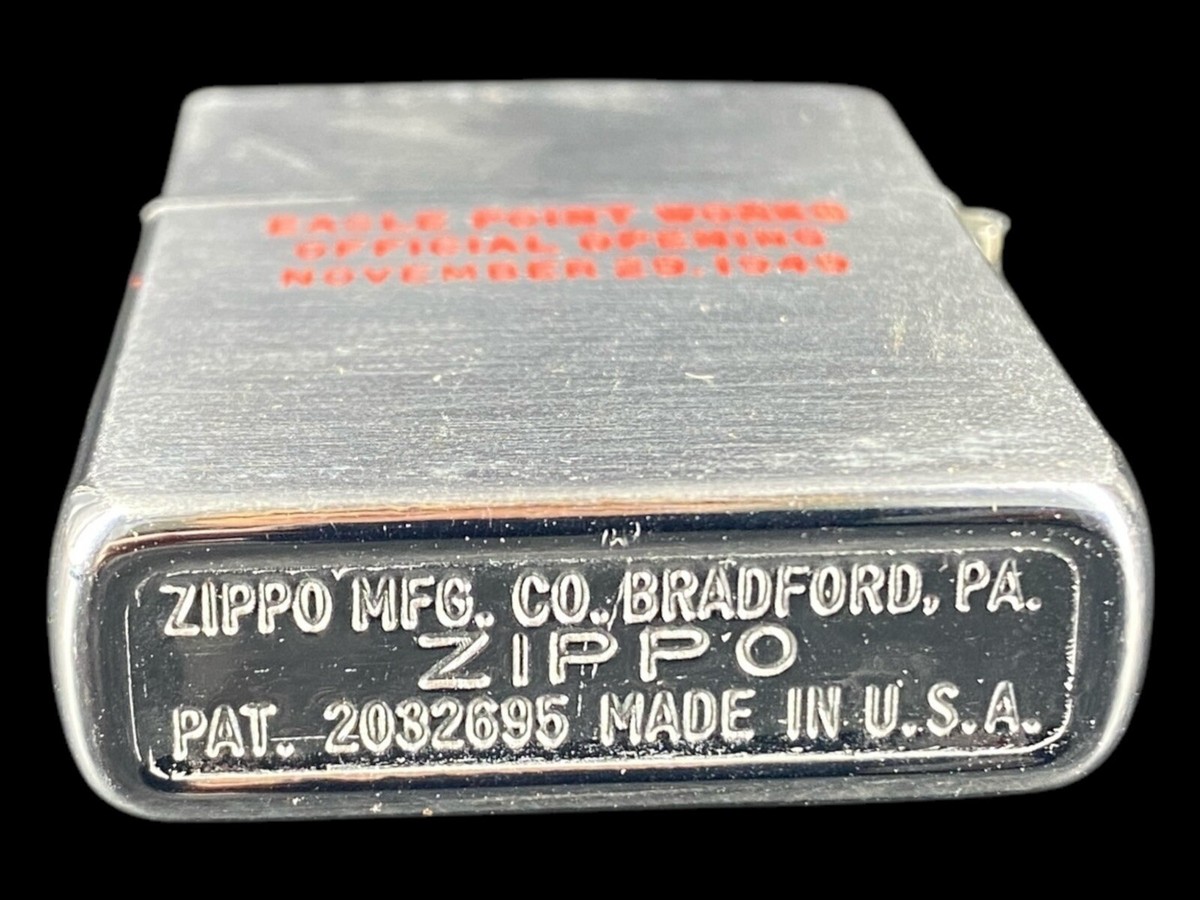 EAGLE POINT WORKS
OFFICIAL OPENING
NOVEMBER 29, 1949
ZIPPO MFG. CO. BRADFORD, PA.
ZIPPO
PAT. 2032695 MADE IN U.S.A.